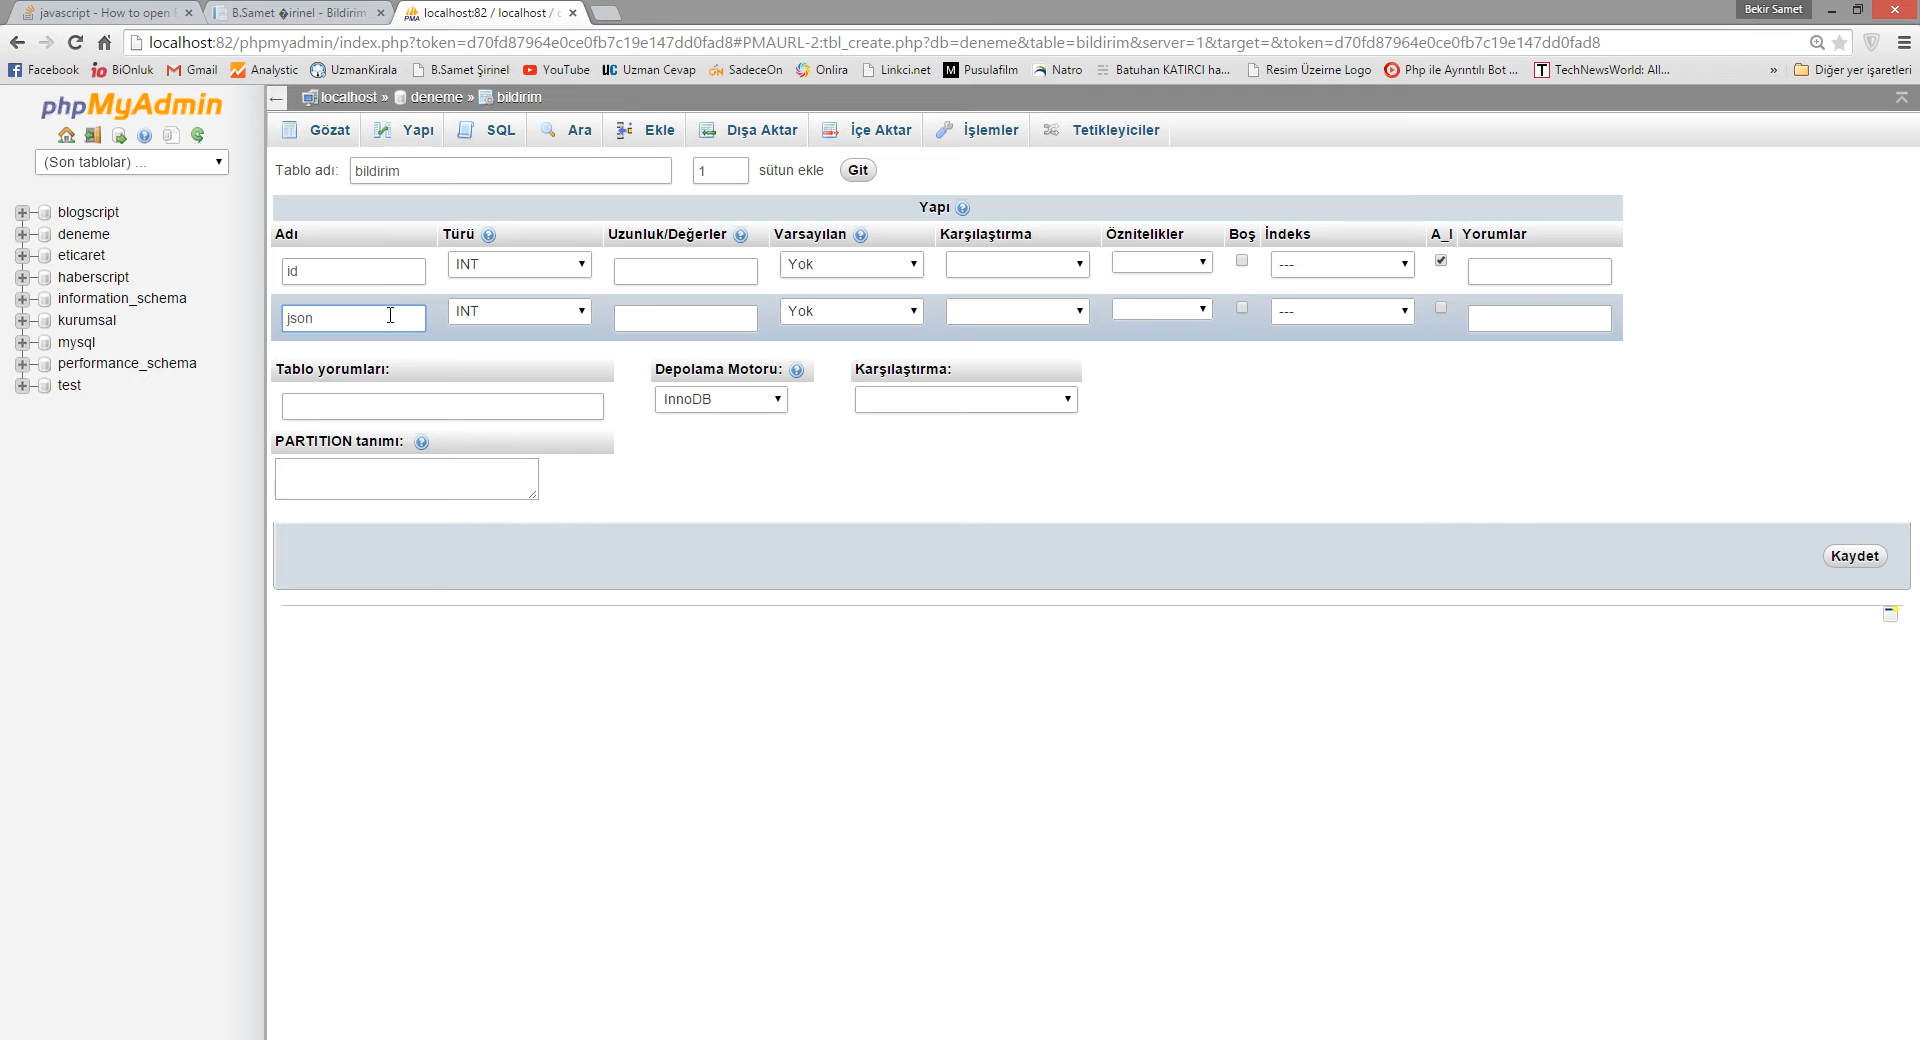 javascript - How to open E
B.Samet �irinel - Bildirim
localhost:82 / localhost / d
Bekir Samet
localhost:82/phpmyadmin/index.php?token=d70fd87964e0ce0fb7c19e147dd0fad8#PMAURL-2:tbl_create.php?db=deneme&table=bildirim&server=1&target=&token=d70fd87964e0ce0fb7c19e147dd0fad8
Facebook BiOnluk Gmail Analystic UzmanKirala B.Samet Şirinel YouTube Uzman Cevap SadeceOn Onlira Linkci.net Pusulafilm Natro Batuhan KATIRCI ha... Resim Üzeirne Logo Php ile Ayrıntılı Bot ... TechNewsWorld: All... » Diğer yer işaretleri
phpMyAdmin
(Son tablolar) ...
blogscript
deneme
eticaret
haberscript
information_schema
kurumsal
mysql
performance_schema
test
localhost » deneme » bildirim
Gözat Yapı SQL Ara Ekle Dışa Aktar İçe Aktar İşlemler Tetikleyiciler
Tablo adı: bildirim 1 sütun ekle Git
Yapı
Adı Türü Uzunluk/Değerler Varsayılan Karşılaştırma Öznitelikler Boş İndeks A_I Yorumlar
id INT Yok ---
json INT Yok ---
Tablo yorumları: Depolama Motoru: Karşılaştırma:
InnoDB
PARTITION tanımı:
Kaydet